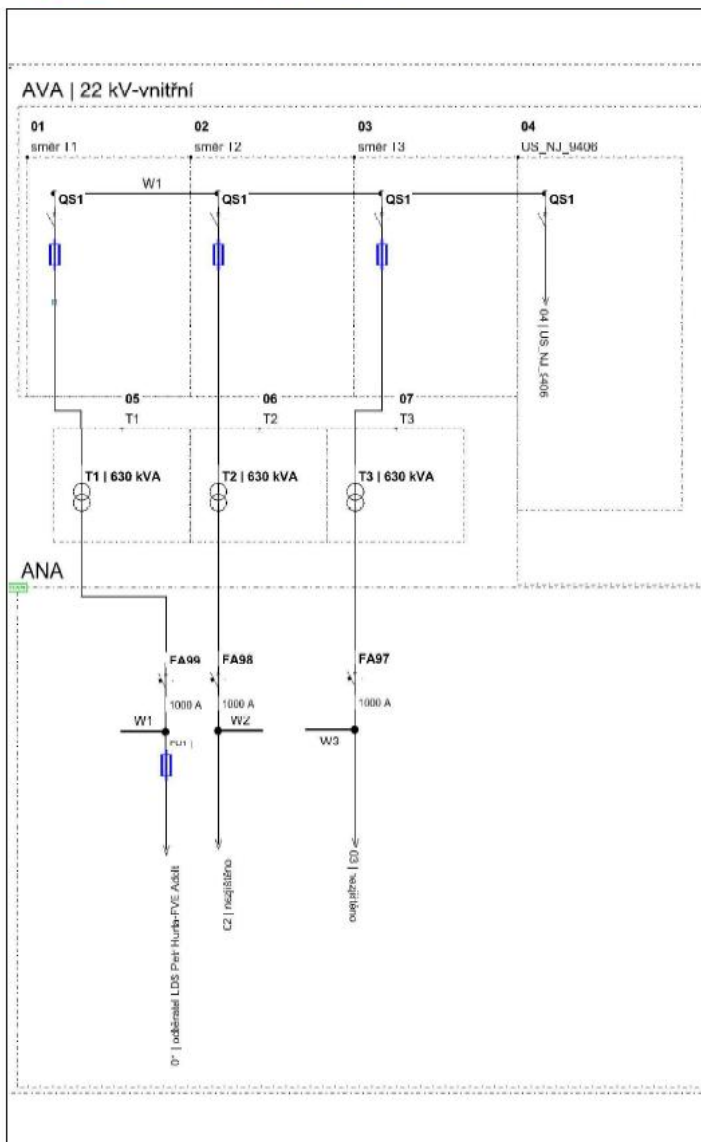 AVA | 22 kV-vnitřní
01 02 03 04
směr T1 směr T2 směr T3 US_NJ_9406
W1
QS1 QS1 QS1 QS1
04 | US_NJ_9406
05 06 07
T1 T2 T3
T1 | 630 kVA T2 | 630 kVA T3 | 630 kVA
ANA
FA99 FA98 FA97
1000 A 1000 A 1000 A
W1 W2 W3
FU1 |
01 | odběratel LDS Petr Hurta-FVE Adolt
02 | nezjištěno
03 | nezjištěno